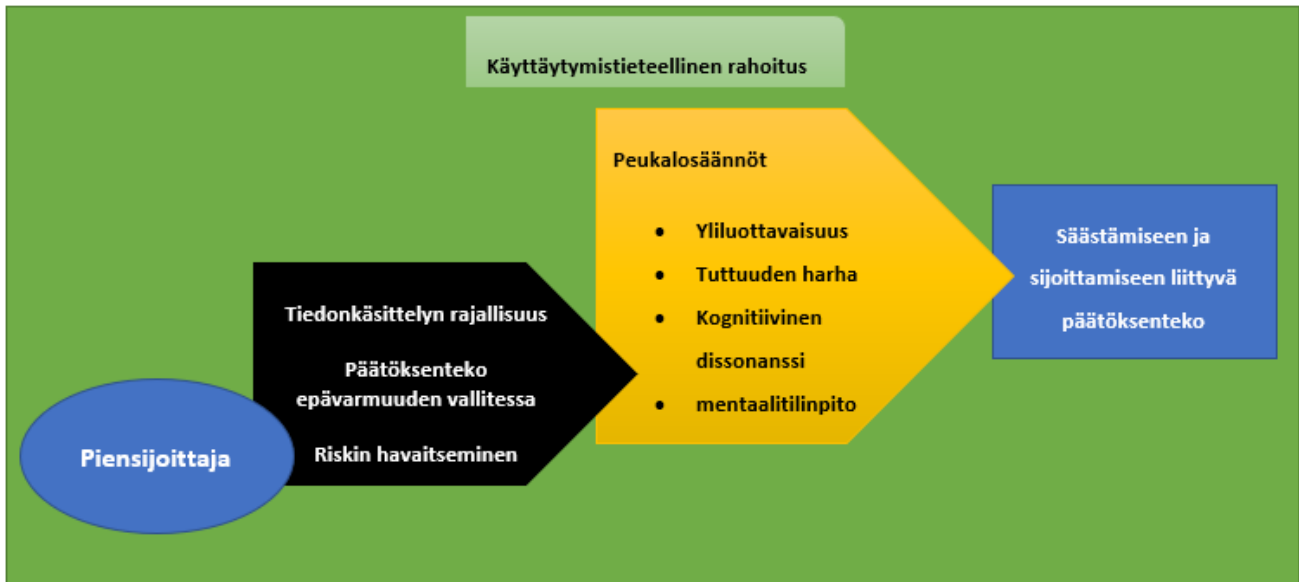 Käyttäytymistieteellinen rahoitus
Peukalosäännöt
• Yliluottavaisuus
• Tuttuuden harha
• Kognitiivinen
dissonanssi
• mentaalitilinpito
Säästämiseen ja
sijoittamiseen liittyvä
päätöksenteko
Tiedonkäsittelyn rajallisuus
Päätöksenteko
epävarmuuden vallitessa
Riskin havaitseminen
Piensijoittaja